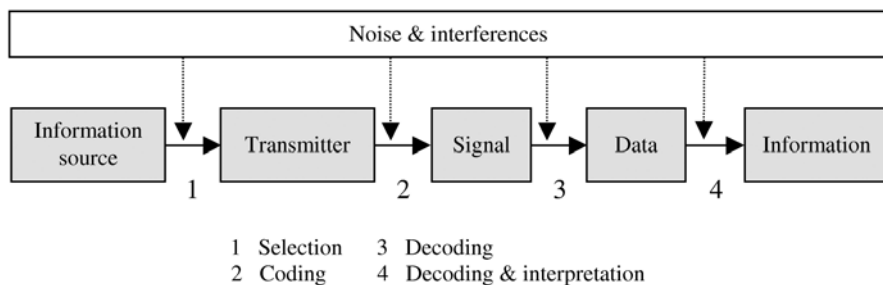 Noise & interferences
Information
source
Transmitter
Signal
Data
Information
1
2
3
4
1 Selection 3 Decoding
2 Coding 4 Decoding & interpretation